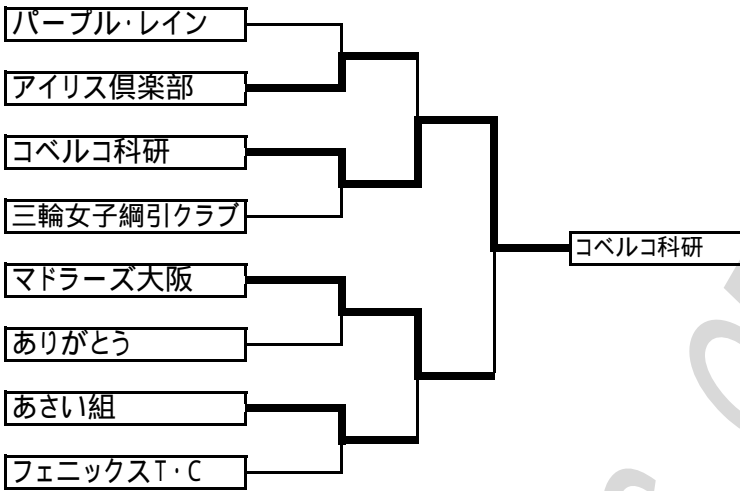 パープル・レイン
アイリス倶楽部
コベルコ科研
三輪女子綱引クラブ
マドラーズ大阪
コベルコ科研
ありがとう
あさい組
フェニックスT・C